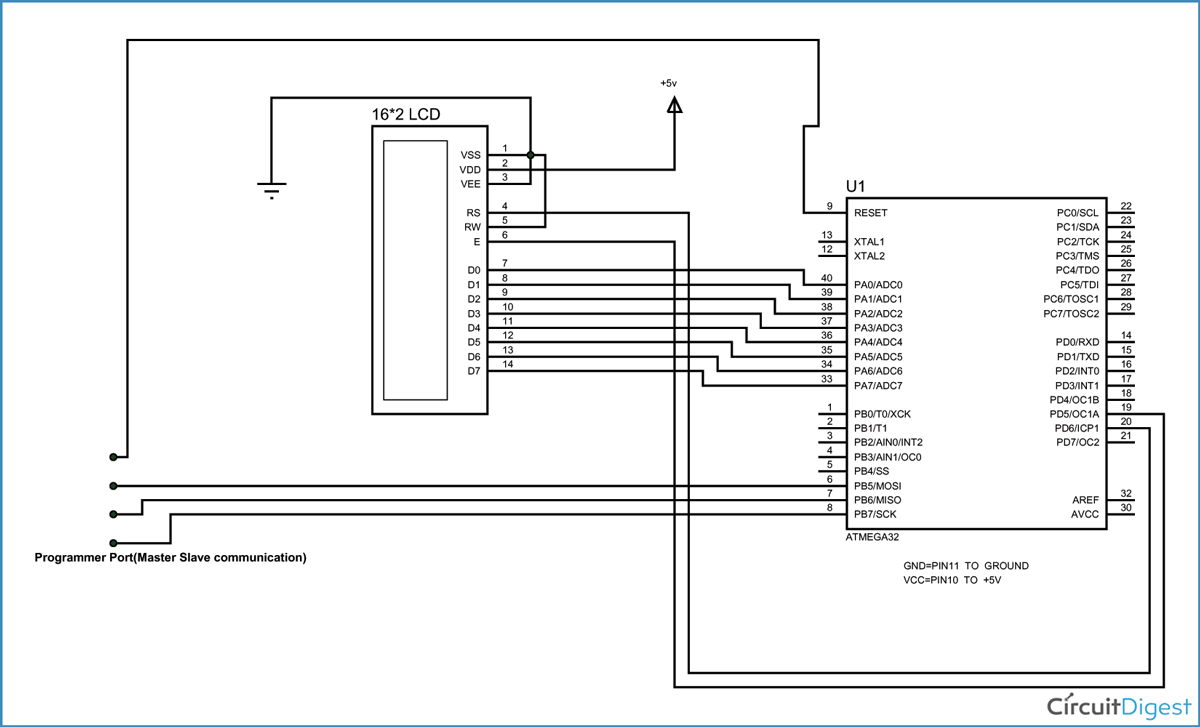 +5v
16*2 LCD
VSS 1
VDD 2
VEE 3
RS 4
RW 5
E 6
D0 7
D1 8
D2 9
D3 10
D4 11
D5 12
D6 13
D7 14
U1
9 RESET
13 XTAL1
12 XTAL2
40 PA0/ADC0
39 PA1/ADC1
38 PA2/ADC2
37 PA3/ADC3
36 PA4/ADC4
35 PA5/ADC5
34 PA6/ADC6
33 PA7/ADC7
1 PB0/T0/XCK
2 PB1/T1
3 PB2/AIN0/INT2
4 PB3/AIN1/OC0
5 PB4/SS
6 PB5/MOSI
7 PB6/MISO
8 PB7/SCK
PC0/SCL 22
PC1/SDA 23
PC2/TCK 24
PC3/TMS 25
PC4/TDO 26
PC5/TDI 27
PC6/TOSC1 28
PC7/TOSC2 29
PD0/RXD 14
PD1/TXD 15
PD2/INT0 16
PD3/INT1 17
PD4/OC1B 18
PD5/OC1A 19
PD6/ICP1 20
PD7/OC2 21
AREF 32
AVCC 30
ATMEGA32
Programmer Port(Master Slave communication)
GND=PIN11 TO GROUND
VCC=PIN10 TO +5V
CircuitDigest